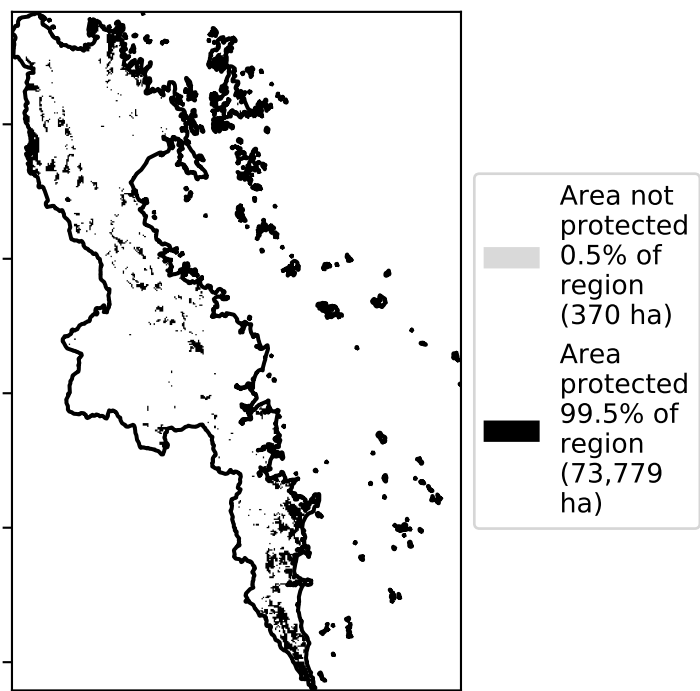 Area not
protected
0.5% of
region
(370 ha)
Area
protected
99.5% of
region
(73,779
ha)